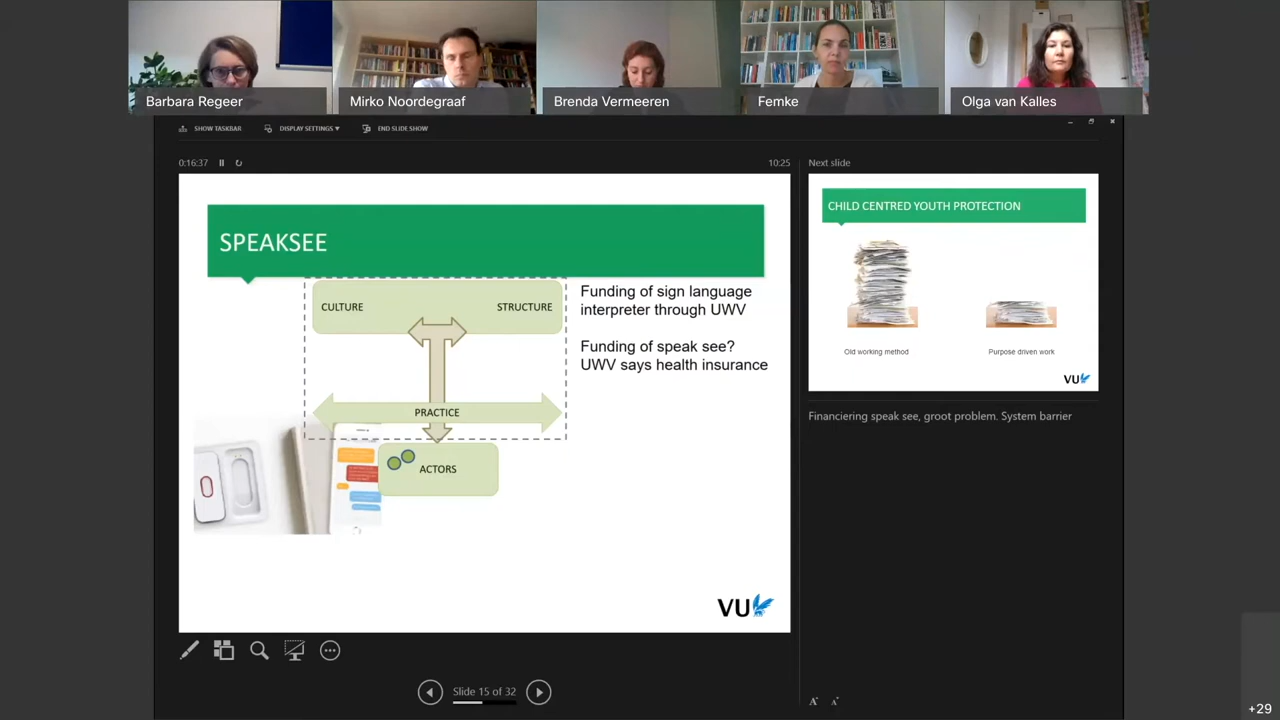 Barbara Regeer
Mirko Noordegraaf
Brenda Vermeeren
Femke
Olga van Kalles
SHOW TASKBAR
DISPLAY SETTINGS
END SLIDE SHOW
0:16:37
10:25
SPEAKSEE
CULTURE
STRUCTURE
PRACTICE
ACTORS
Funding of sign language
interpreter through UWV
Funding of speak see?
UWV says health insurance
VU
Slide 15 of 32
Next slide
CHILD CENTRED YOUTH PROTECTION
Old working method
Purpose driven work
VU
Financiering speak see, groot problem. System barrier
A
A
+29